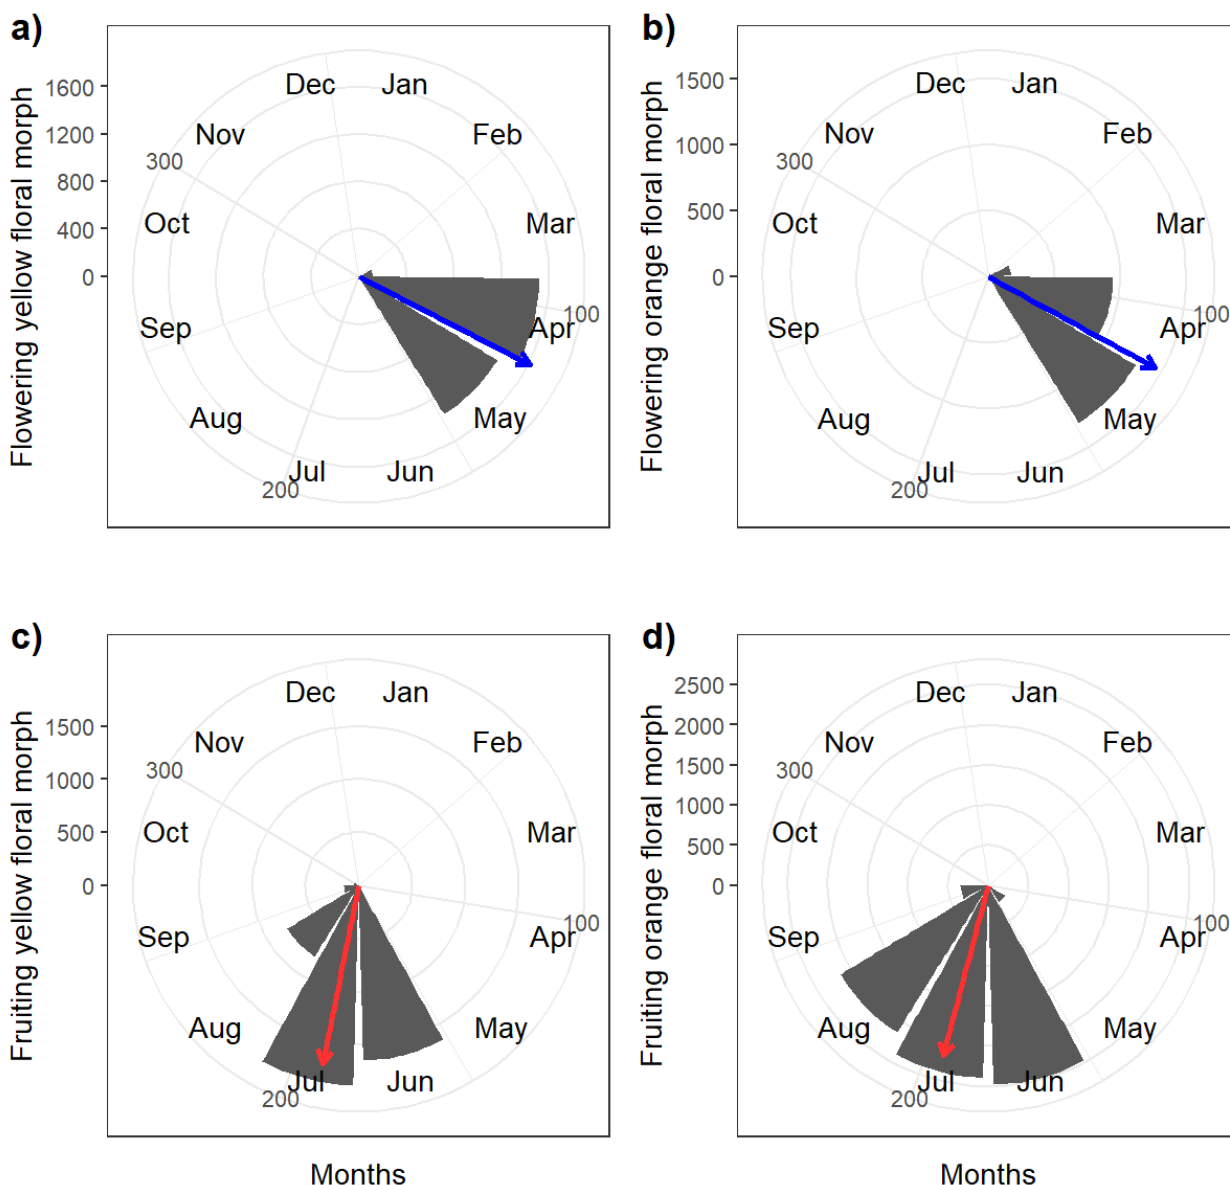 a)
Flowering yellow floral morph
1600
1200
800
400
0
Dec
Jan
Nov
Feb
300
Oct
Mar
100
Sep
Apr
Aug
May
Jul
Jun
200
b)
Flowering orange floral morph
1500
1000
500
0
Dec
Jan
Nov
Feb
300
Oct
Mar
100
Sep
Apr
Aug
May
Jul
Jun
200
c)
Fruiting yellow floral morph
1500
1000
500
0
Dec
Jan
Nov
Feb
300
Oct
Mar
100
Sep
Apr
Aug
May
Jul
Jun
200
Months
d)
Fruiting orange floral morph
2500
2000
1500
1000
500
0
Dec
Jan
Nov
Feb
300
Oct
Mar
100
Sep
Apr
Aug
May
Jul
Jun
200
Months